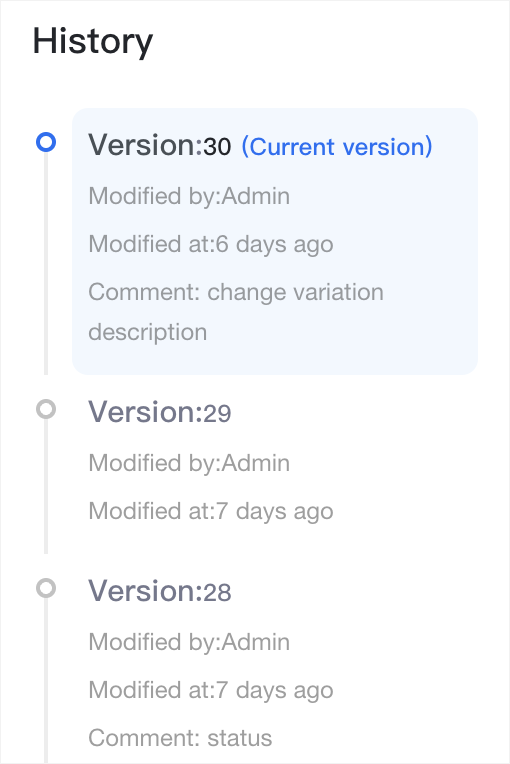 History
Version:30 (Current version)
Modified by:Admin
Modified at:6 days ago
Comment: change variation
description
Version:29
Modified by:Admin
Modified at:7 days ago
Version:28
Modified by:Admin
Modified at:7 days ago
Comment: status